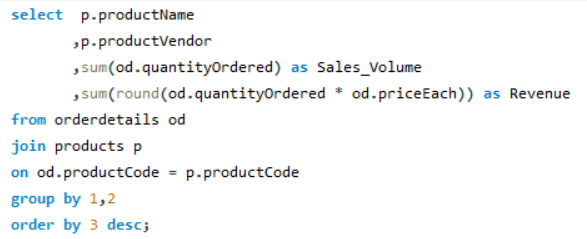 select  p.productName
,p.productVendor
,sum(od.quantityOrdered) as Sales_Volume
,sum(round(od.quantityOrdered * od.priceEach)) as Revenue
from orderdetails od
join products p
on od.productCode = p.productCode
group by 1,2
order by 3 desc;